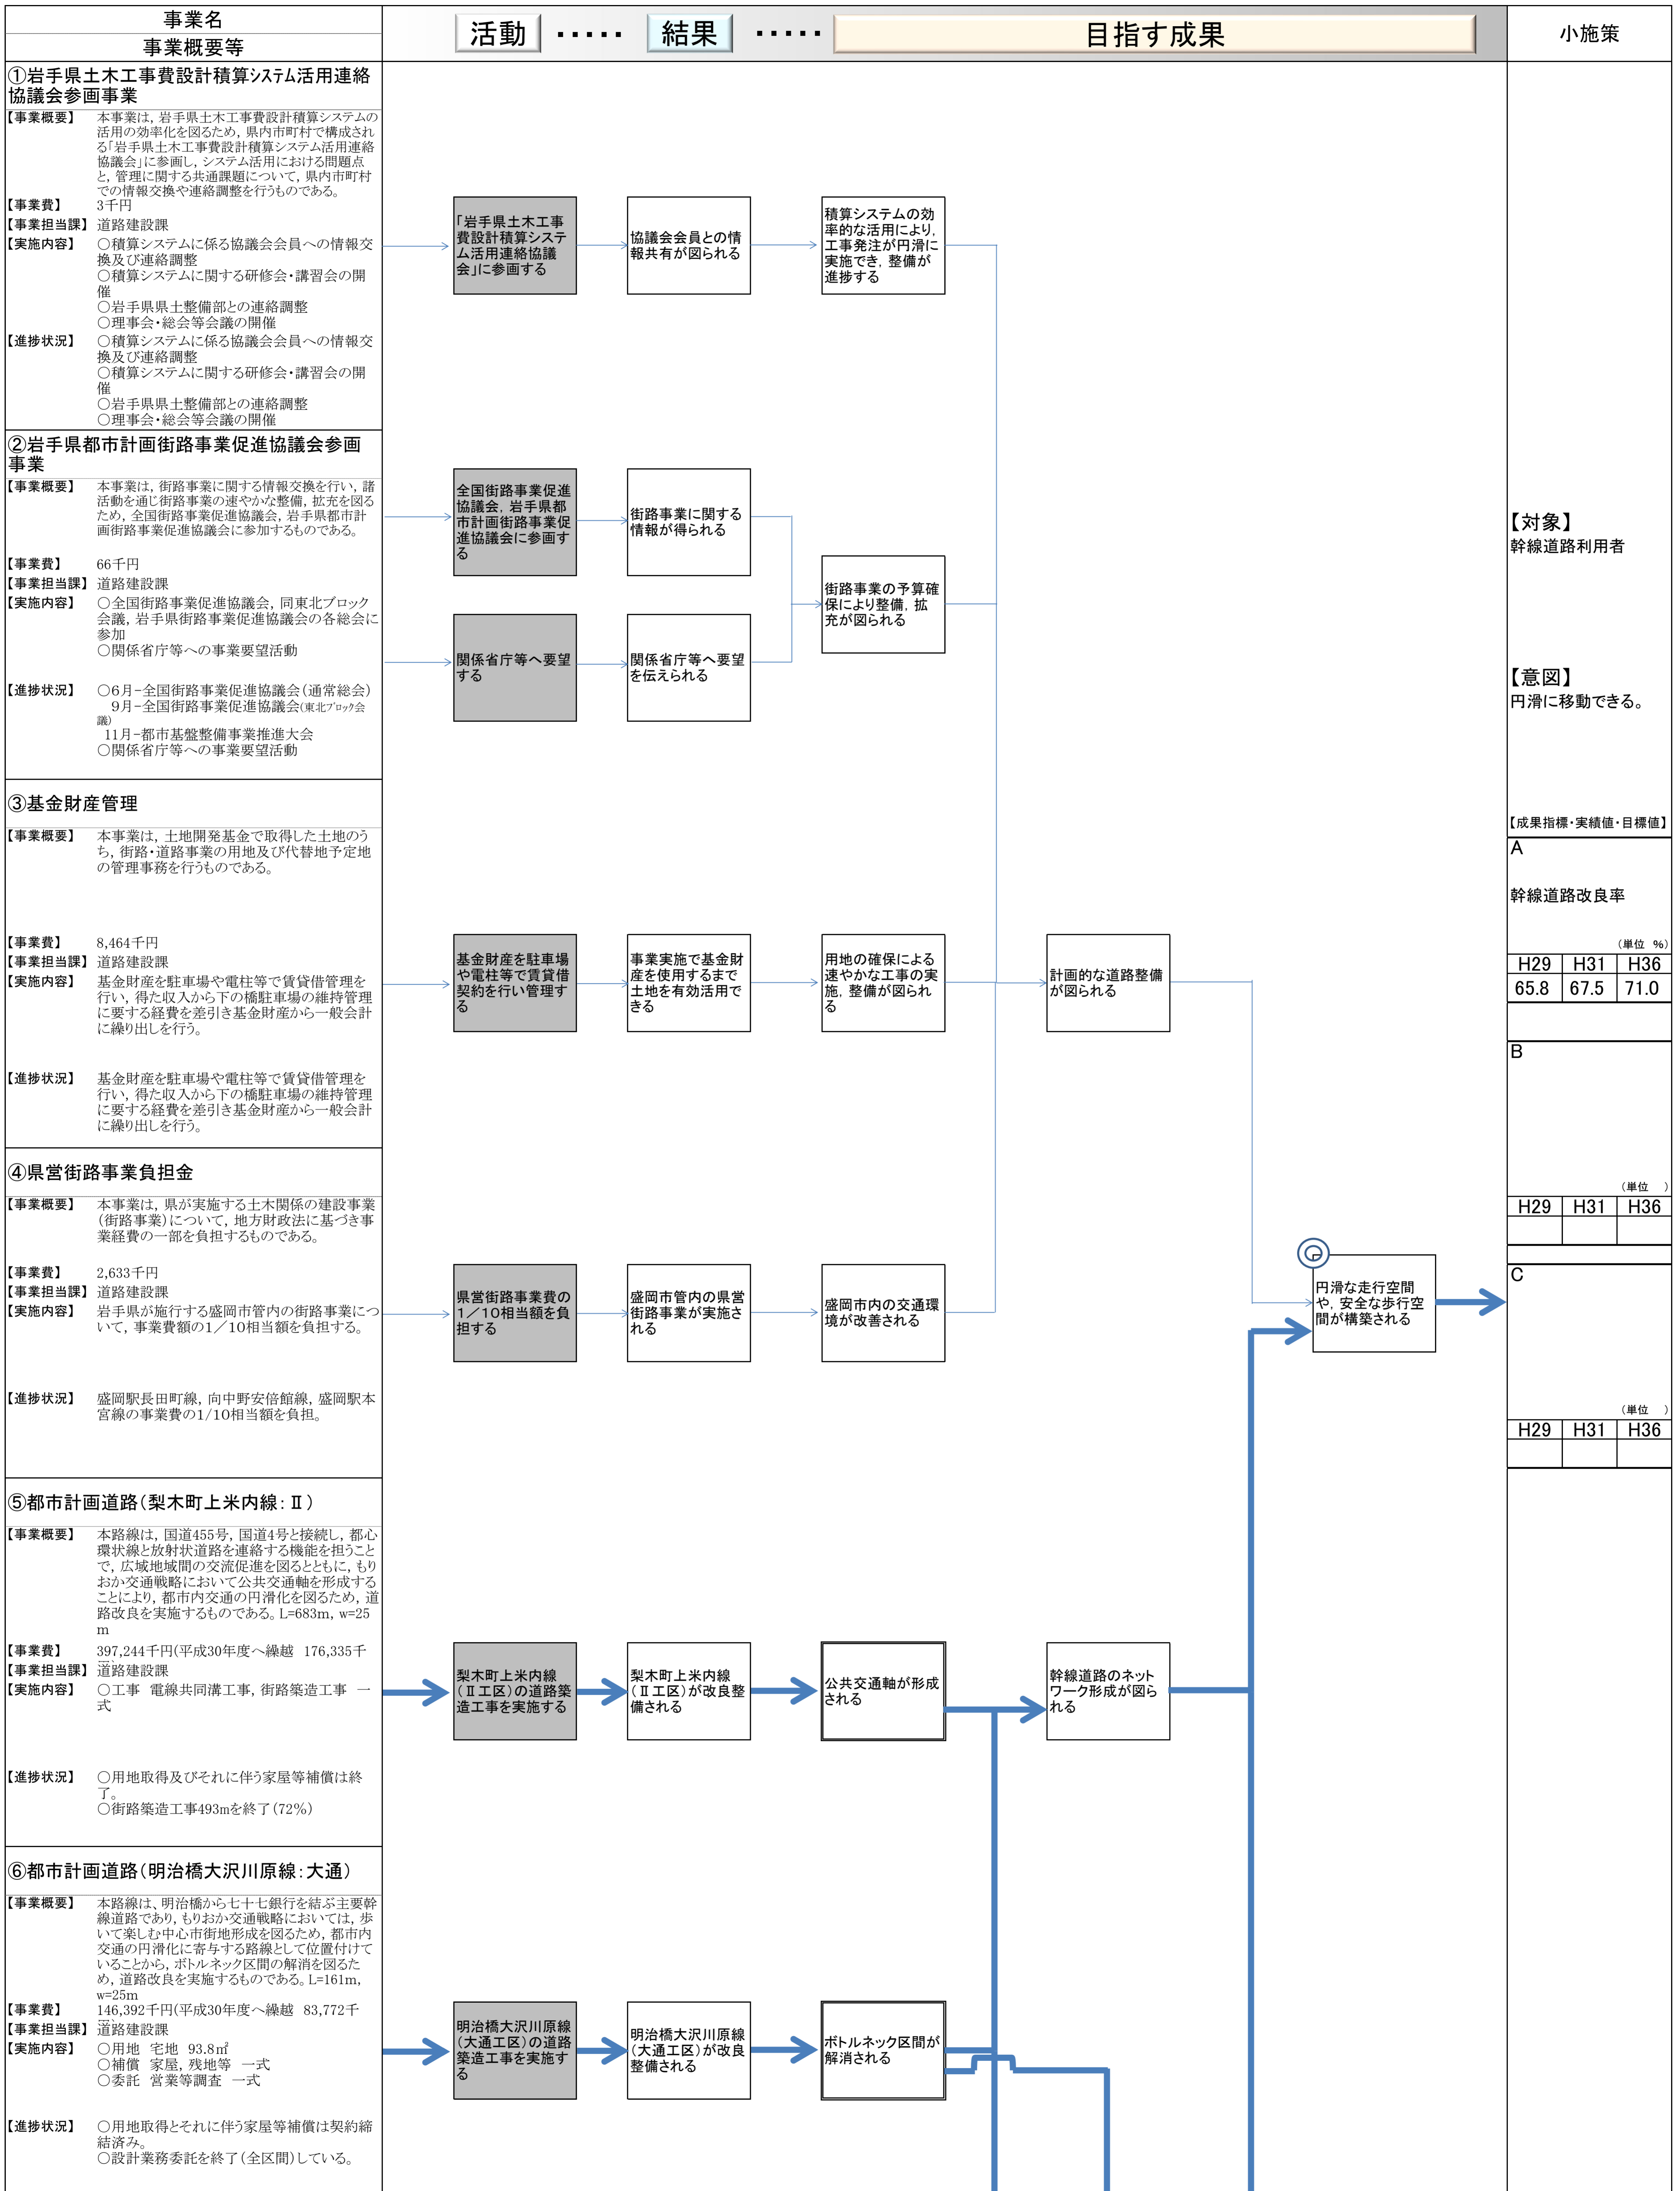 事業名
事業概要等
活動 ・・・・・ 結果 ・・・・・ 目指す成果
小施策
①岩手県土木工事費設計積算システム活用連絡
協議会参画事業
【事業概要】 本事業は，岩手県土木工事費設計積算システムの
活用の効率化を図るため，県内市町村で構成され
る「岩手県土木工事費設計積算システム活用連絡
協議会」に参画し，システム活用における問題点
と，管理に関する共通課題について，県内市町村
での情報交換や連絡調整を行うものである。
【事業費】 3千円
【事業担当課】 道路建設課
【実施内容】 ○積算システムに係る協議会会員への情報交
換及び連絡調整
○積算システムに関する研修会・講習会の開
催
○岩手県県土整備部との連絡調整
○理事会・総会等会議の開催
【進捗状況】 ○積算システムに係る協議会会員への情報交
換及び連絡調整
○積算システムに関する研修会・講習会の開
催
○岩手県県土整備部との連絡調整
○理事会・総会等会議の開催
「岩手県土木工事
費設計積算システ
ム活用連絡協議
会」に参画する
協議会会員との情
報共有が図られる
積算システムの効
率的な活用により，
工事発注が円滑に
実施でき，整備が
進捗する
②岩手県都市計画街路事業促進協議会参画
事業
【事業概要】 本事業は，街路事業に関する情報交換を行い，諸
活動を通じ街路事業の速やかな整備，拡充を図る
ため，全国街路事業促進協議会，岩手県都市計
画街路事業促進協議会に参加するものである。
【事業費】 66千円
【事業担当課】 道路建設課
【実施内容】 ○全国街路事業促進協議会，同東北ブロック
会議，岩手県街路事業促進協議会の各総会に
参加
○関係省庁等への事業要望活動
【進捗状況】 ○6月－全国街路事業促進協議会（通常総会）
9月－全国街路事業促進協議会（東北ブロック会
議）
11月－都市基盤整備事業推進大会
○関係省庁等への事業要望活動
全国街路事業促進
協議会，岩手県都
市計画街路事業促
進協議会に参画す
る
街路事業に関する
情報が得られる
関係省庁等へ要望
する
関係省庁等へ要望
を伝えられる
街路事業の予算確
保により整備，拡
充が図られる
③基金財産管理
【事業概要】 本事業は，土地開発基金で取得した土地のう
ち，街路・道路事業の用地及び代替地予定地
の管理事務を行うものである。
【事業費】 8,464千円
【事業担当課】 道路建設課
【実施内容】 基金財産を駐車場や電柱等で賃貸借管理を
行い，得た収入から下の橋駐車場の維持管理
に要する経費を差引き基金財産から一般会計
に繰り出しを行う。
【進捗状況】 基金財産を駐車場や電柱等で賃貸借管理を
行い，得た収入から下の橋駐車場の維持管理
に要する経費を差引き基金財産から一般会計
に繰り出しを行う。
基金財産を駐車場
や電柱等で賃貸借
契約を行い管理す
る
事業実施で基金財
産を使用するまで
土地を有効活用で
きる
用地の確保による
速やかな工事の実
施，整備が図られ
る
計画的な道路整備
が図られる
④県営街路事業負担金
【事業概要】 本事業は，県が実施する土木関係の建設事業
（街路事業）について，地方財政法に基づき事
業経費の一部を負担するものである。
【事業費】 2,633千円
【事業担当課】 道路建設課
【実施内容】 岩手県が施行する盛岡市管内の街路事業につ
いて，事業費額の1／10相当額を負担する。
【進捗状況】 盛岡駅長田町線，向中野安倍館線，盛岡駅本
宮線の事業費の1/10相当額を負担。
県営街路事業費の
1／10相当額を負
担する
盛岡市管内の県営
街路事業が実施さ
れる
盛岡市内の交通環
境が改善される
円滑な走行空間
や，安全な歩行空
間が構築される
⑤都市計画道路（梨木町上米内線：Ⅱ）
【事業概要】 本路線は，国道455号，国道4号と接続し，都心
環状線と放射状道路を連絡する機能を担うこと
で，広域地域間の交流促進を図るとともに，もり
おか交通戦略において公共交通軸を形成する
ことにより，都市内交通の円滑化を図るため，道
路改良を実施するものである。L=683m，w=25
m
【事業費】 397,244千円(平成30年度へ繰越 176,335千
【事業担当課】 道路建設課
【実施内容】 ○工事 電線共同溝工事，街路築造工事 一
式
【進捗状況】 ○用地取得及びそれに伴う家屋等補償は終
了。
○街路築造工事493mを終了（72％）
梨木町上米内線
（Ⅱ工区）の道路築
造工事を実施する
梨木町上米内線
（Ⅱ工区）が改良整
備される
公共交通軸が形成
される
幹線道路のネット
ワーク形成が図ら
れる
⑥都市計画道路（明治橋大沢川原線：大通）
【事業概要】 本路線は、明治橋から七十七銀行を結ぶ主要幹
線道路であり，もりおか交通戦略においては，歩
いて楽しむ中心市街地形成を図るため，都市内
交通の円滑化に寄与する路線として位置付けて
いることから，ボトルネック区間の解消を図るた
め，道路改良を実施するものである。L=161m，
w=25m
【事業費】 146,392千円(平成30年度へ繰越 83,772千
【事業担当課】 道路建設課
【実施内容】 ○用地 宅地 93.8㎡
○補償 家屋，残地等 一式
○委託 営業等調査 一式
【進捗状況】 ○用地取得とそれに伴う家屋等補償は契約締
結済み。
○設計業務委託を終了（全区間）している。
明治橋大沢川原線
（大通工区）の道路
築造工事を実施す
る
明治橋大沢川原線
（大通工区）が改良
整備される
ボトルネック区間が
解消される
【対象】
幹線道路利用者
【意図】
円滑に移動できる。
【成果指標・実績値・目標値】
A
幹線道路改良率
（単位 %）
H29 H31 H36
65.8 67.5 71.0
B
（単位 ）
H29 H31 H36
C
（単位 ）
H29 H31 H36